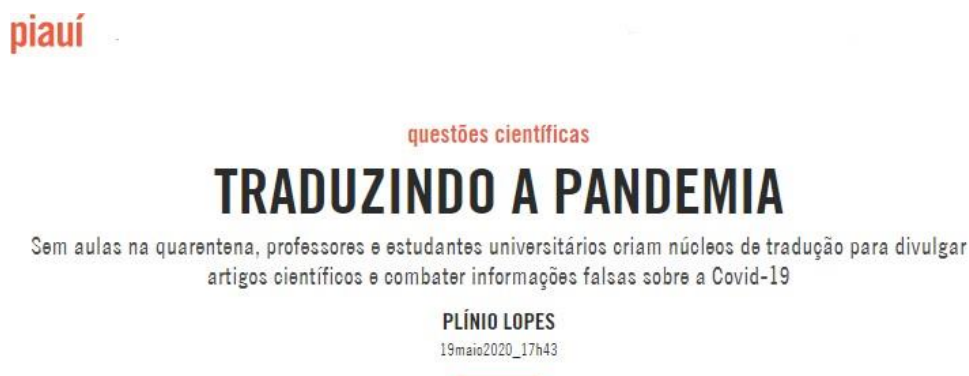 piauí
questões científicas
TRADUZINDO A PANDEMIA
Sem aulas na quarentena, professores e estudantes universitários criam núcleos de tradução para divulgar
artigos científicos e combater informações falsas sobre a Covid-19
PLÍNIO LOPES
19maio2020_17h43